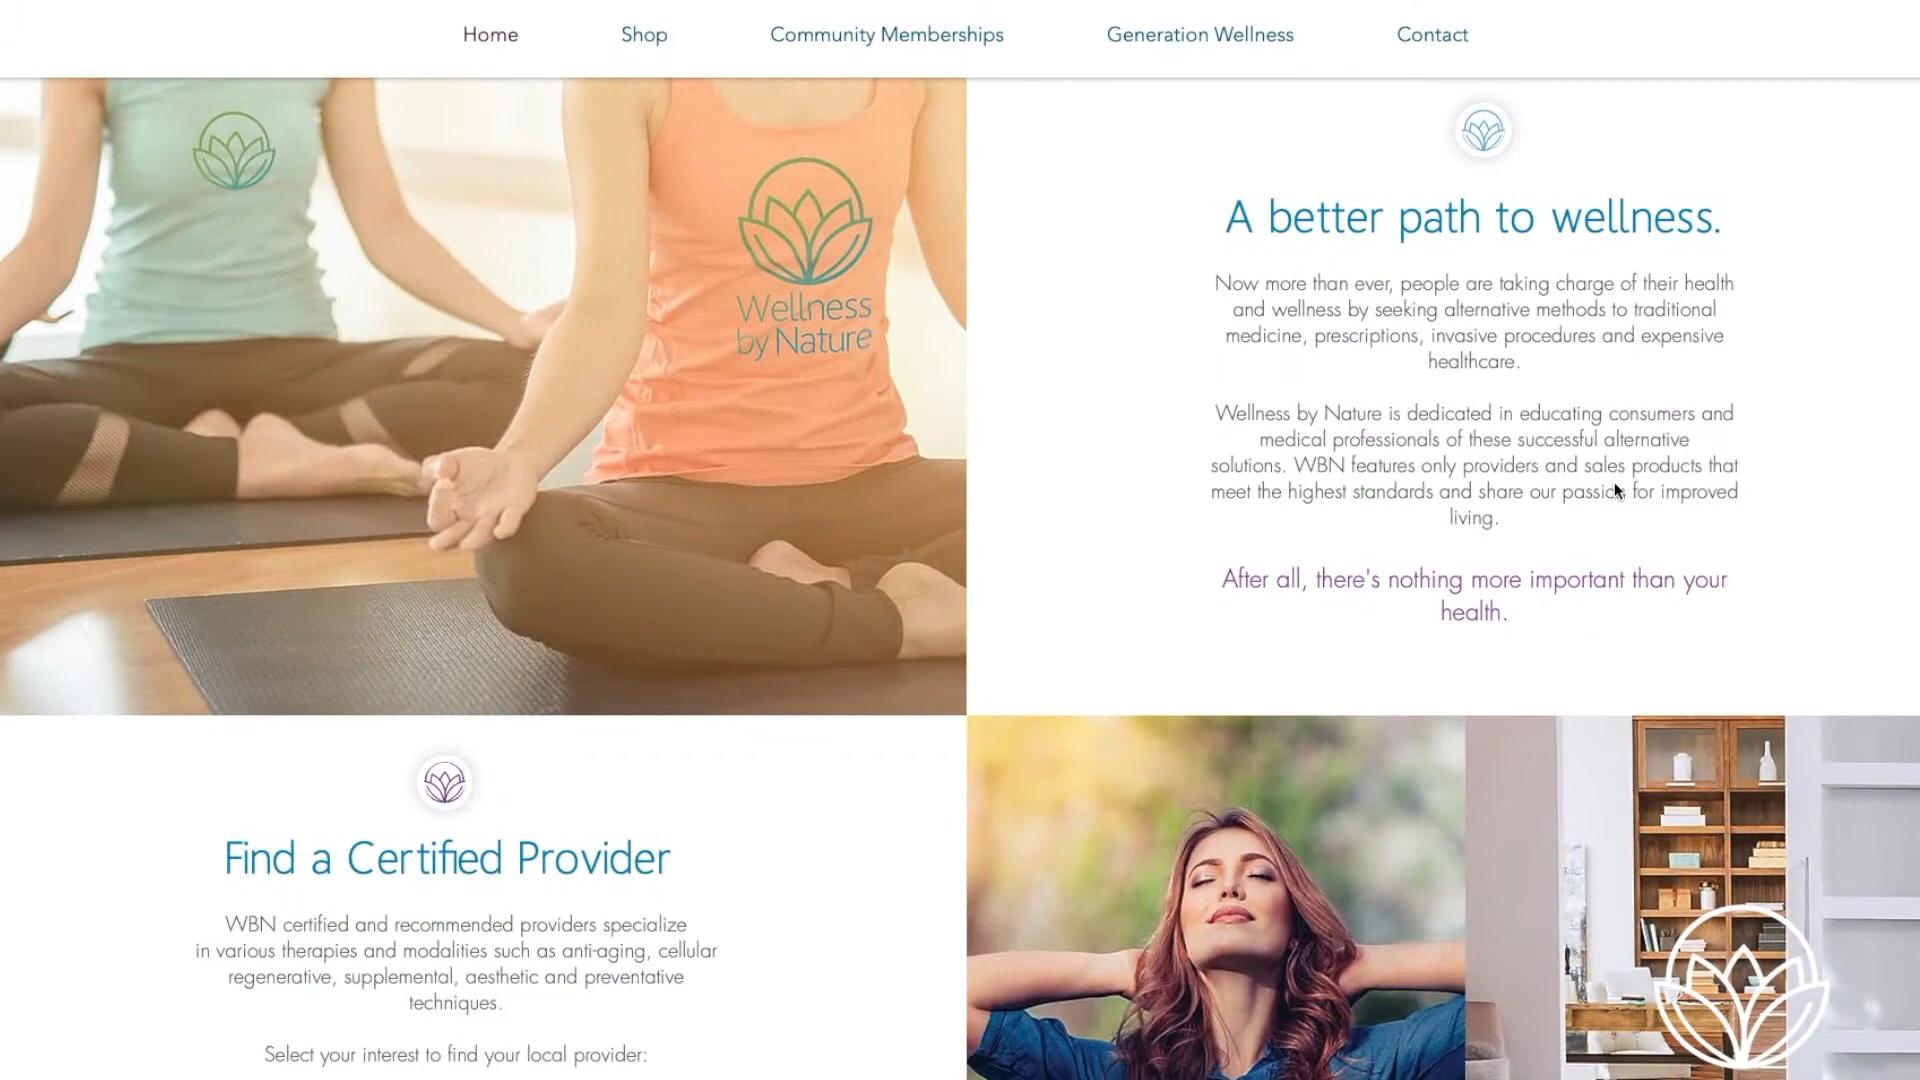 Home
Shop
Community Memberships
Generation Wellness
Contact
Wellness
by Nature
A better path to wellness.
Now more than ever, people are taking charge of their health
and wellness by seeking alternative methods to traditional
medicine, prescriptions, invasive procedures and expensive
healthcare.
Wellness by Nature is dedicated in educating consumers and
medical professionals of these successful alternative
solutions. WBN features only providers and sales products that
meet the highest standards and share our passion for improved
living.
After all, there's nothing more important than your
health.
Find a Certified Provider
WBN certified and recommended providers specialize
in various therapies and modalities such as anti-aging, cellular
regenerative, supplemental, aesthetic and preventative
techniques.
Select your interest to find your local provider: